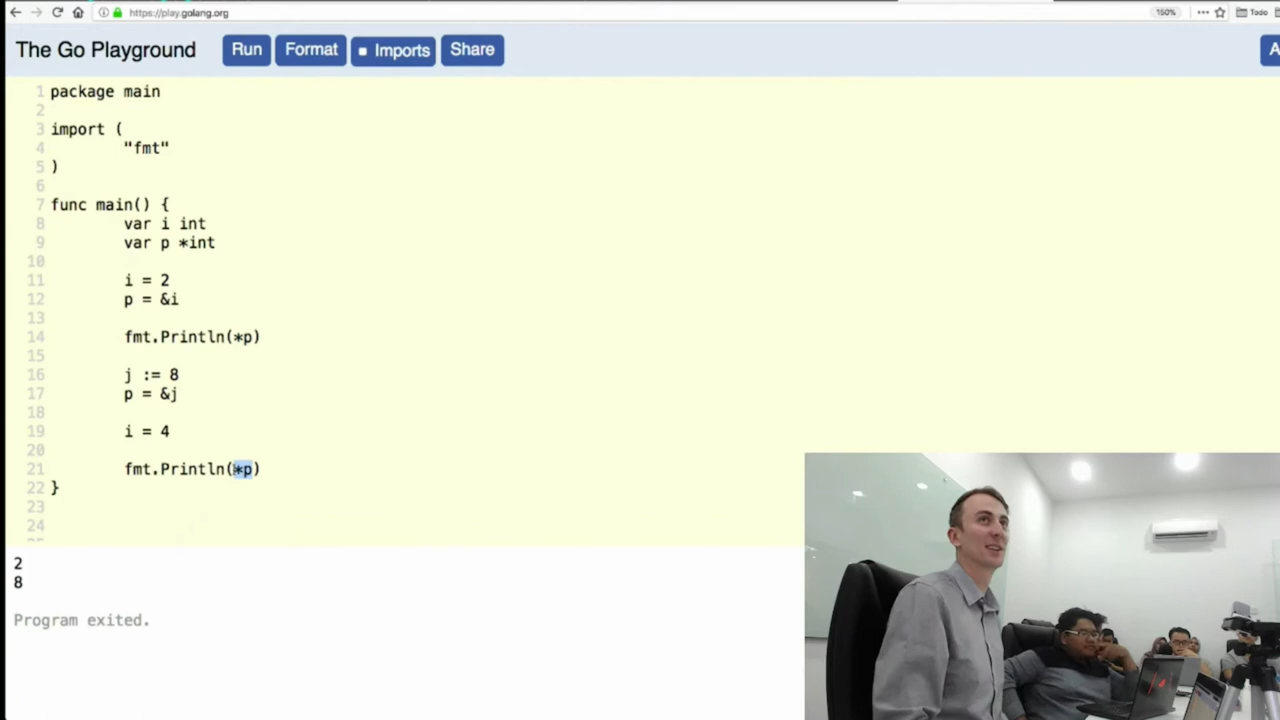 https://play.golang.org
150%
Todo
The Go Playground
Run
Format
Imports
Share
A
1 package main
2
3 import (
4 "fmt"
5 )
6
7 func main() {
8 var i int
9 var p *int
10
11 i = 2
12 p = &i
13
14 fmt.Println(*p)
15
16 j := 8
17 p = &j
18
19 i = 4
20
21 fmt.Println(*p)
22 }
23
24
2
8
Program exited.